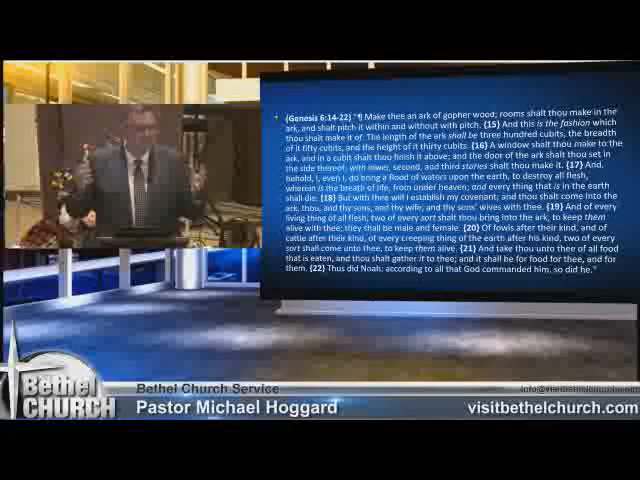 (Genesis 6:14-22) "¶ Make thee an ark of gopher wood; rooms shalt thou make in the
ark, and shalt pitch it within and without with pitch. {15} And this is the fashion which
thou shalt make it of: The length of the ark shall be three hundred cubits, the breadth
of it fifty cubits, and the height of it thirty cubits. {16} A window shalt thou make to the
ark, and in a cubit shalt thou finish it above; and the door of the ark shalt thou set in
the side thereof; with lower, second, and third stories shalt thou make it. {17} And,
behold, I, even I, do bring a flood of waters upon the earth, to destroy all flesh,
wherein is the breath of life, from under heaven; and every thing that is in the earth
shall die. {18} But with thee will I establish my covenant; and thou shalt come into the
ark, thou, and thy sons, and thy wife, and thy sons' wives with thee. {19} And of every
living thing of all flesh, two of every sort shalt thou bring into the ark, to keep them
alive with thee; they shall be male and female. {20} Of fowls after their kind, and of
cattle after their kind, of every creeping thing of the earth after his kind, two of every
sort shall come unto thee, to keep them alive. {21} And take thou unto thee of all food
that is eaten, and thou shalt gather it to thee; and it shall be for food for thee, and for
them. {22} Thus did Noah; according to all that God commanded him, so did he."
Bethel
CHURCH
Bethel Church Service
Pastor Michael Hoggard
info@visitbethelchurch.com
visitbethelchurch.com